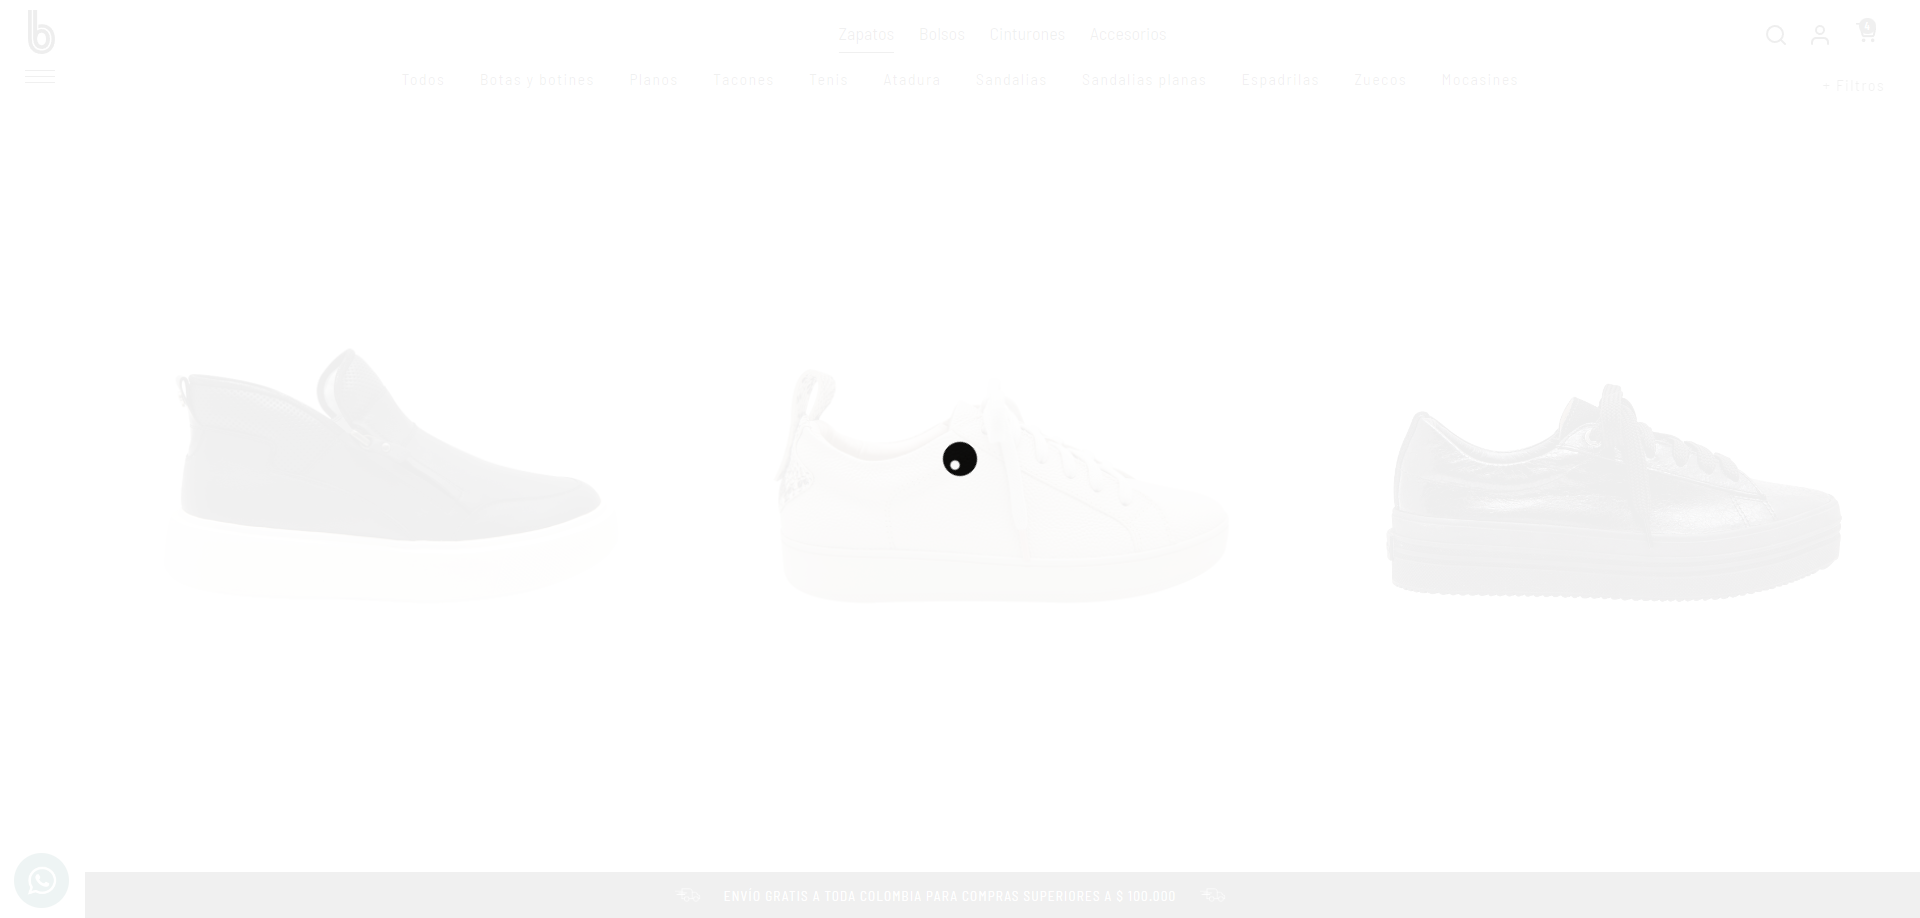 b
Zapatos Bolsos Cinturones Accesorios
Todos Botas y botines Planos Tacones Tenis Atadura Sandalias Sandalias planas Espadrilas Zuecos Mocasines
+ Filtros
ENVÍO GRATIS A TODA COLOMBIA PARA COMPRAS SUPERIORES A $ 100.000